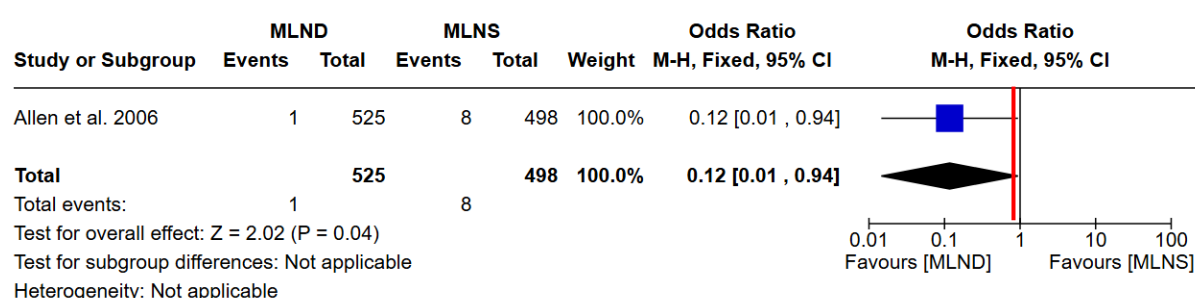 MLND MLNS Odds Ratio Odds Ratio
Study or Subgroup Events Total Events Total Weight M-H, Fixed, 95% CI M-H, Fixed, 95% CI
Allen et al. 2006 1 525 8 498 100.0% 0.12 [0.01 , 0.94]
Total 525 498 100.0% 0.12 [0.01 , 0.94]
Total events: 1 8
Test for overall effect: Z = 2.02 (P = 0.04)
0.01 0.1 1 10 100
Test for subgroup differences: Not applicable
Favours [MLND] Favours [MLNS]
Heterogeneity: Not applicable